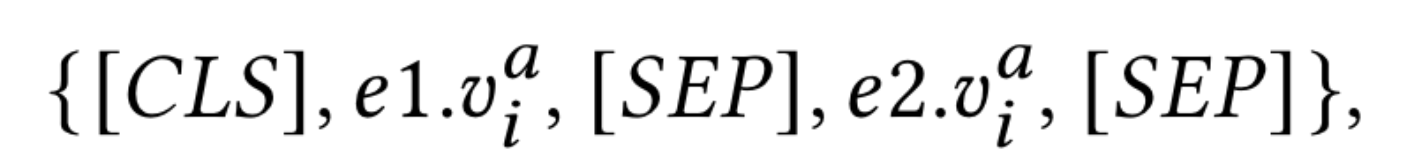 {[CLS], e1.v_i^a, [SEP], e2.v_i^a, [SEP]},